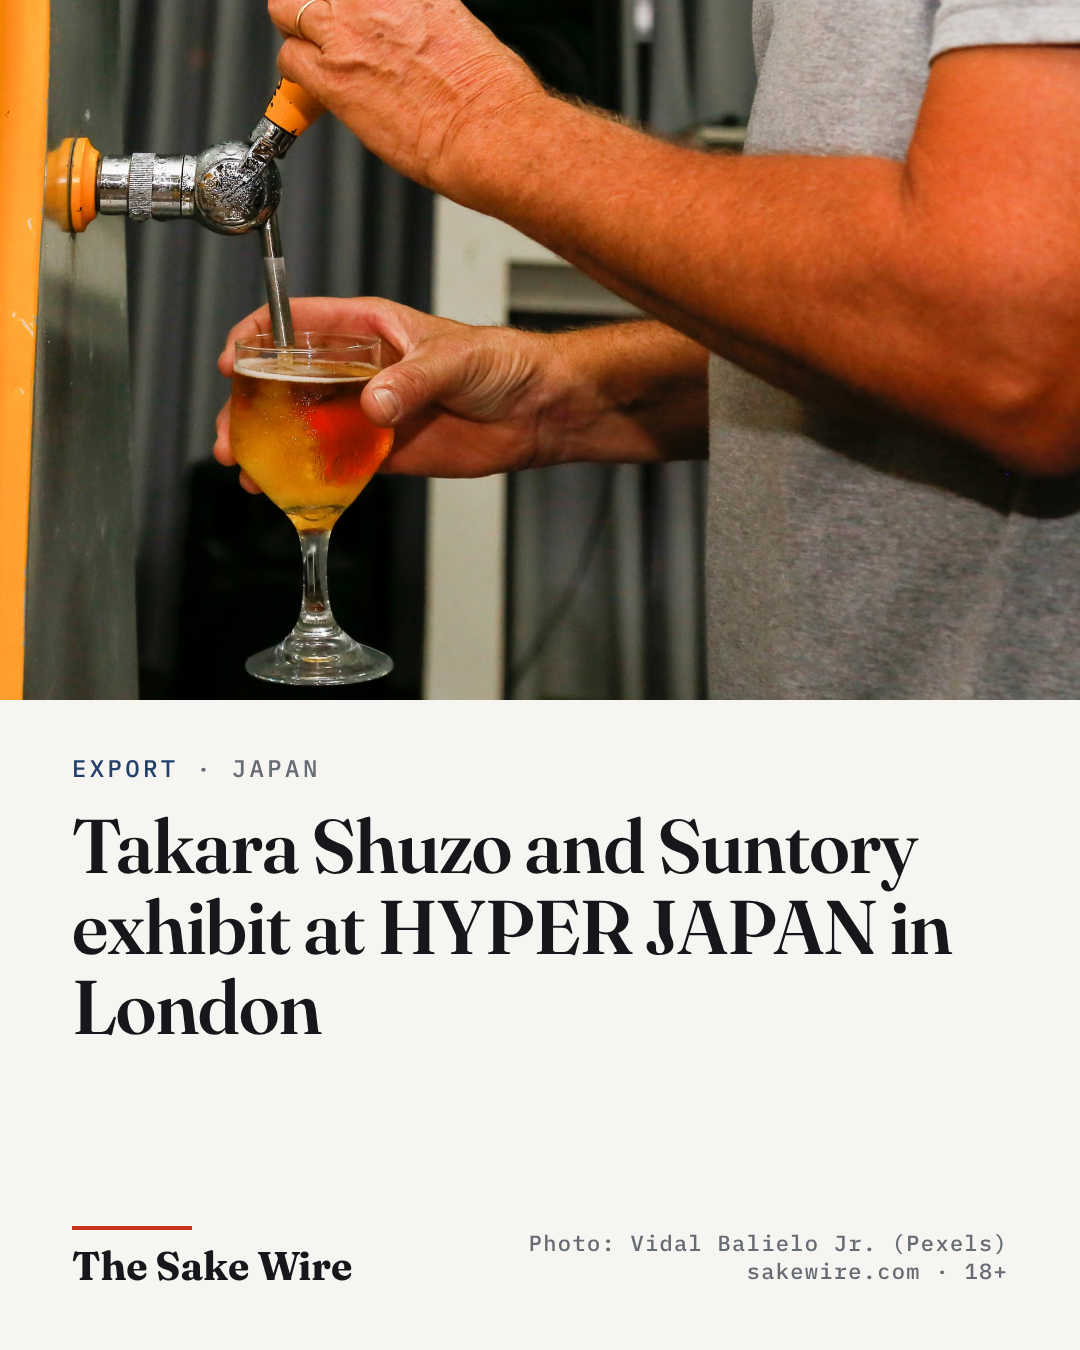 EXPORT · JAPAN
Takara Shuzo and Suntory
exhibit at HYPER JAPAN in
London
The Sake Wire
Photo: Vidal Balielo Jr. (Pexels)
sakewire.com · 18+